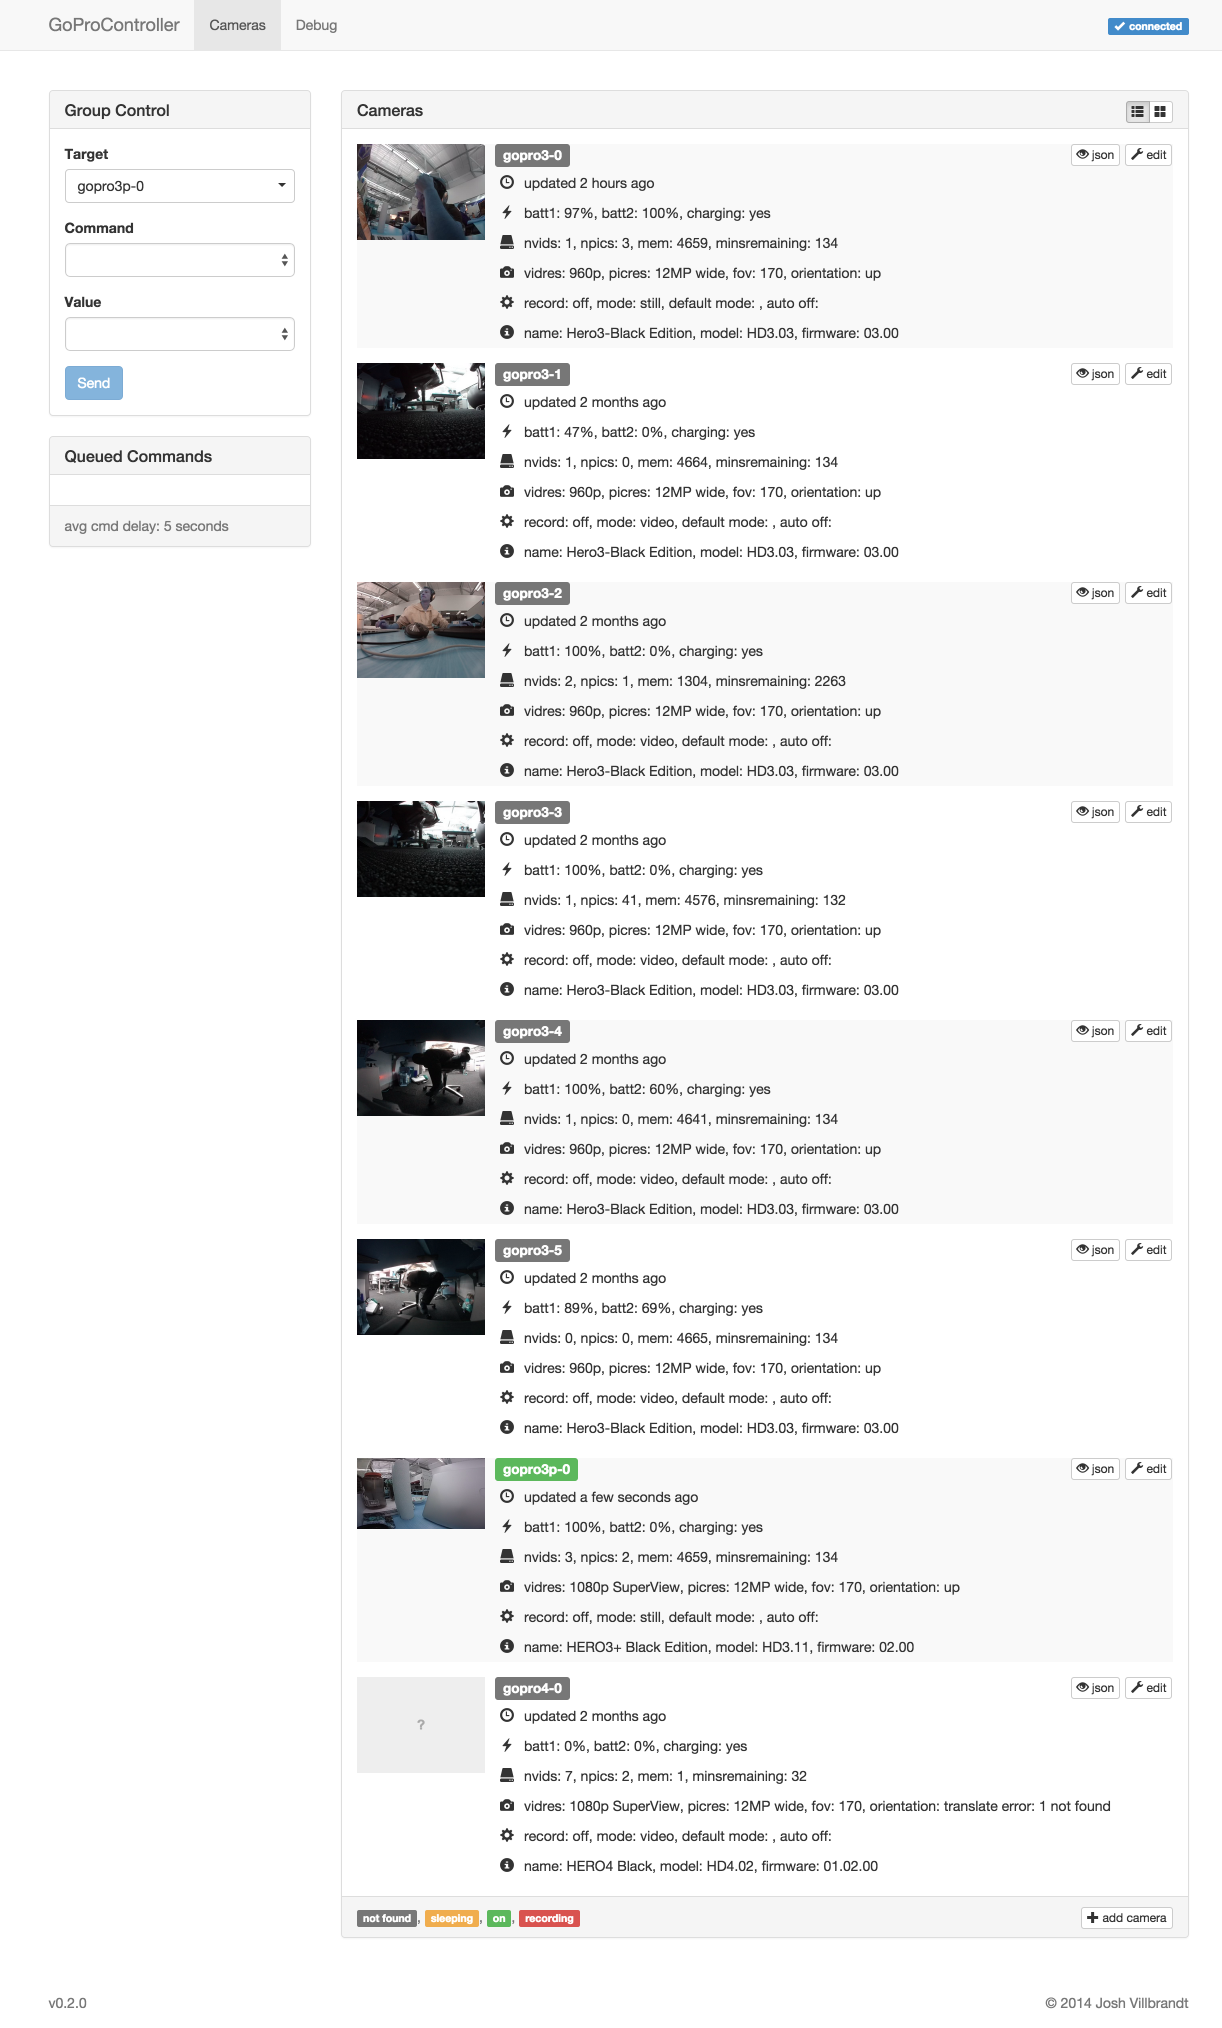 GoProController Cameras Debug connected
Group Control
Target
gopro3p-0
Command
Value
Send
Queued Commands
avg cmd delay: 5 seconds
Cameras
gopro3-0 json edit
updated 2 hours ago
batt1: 97%, batt2: 100%, charging: yes
nvids: 1, npics: 3, mem: 4659, minsremaining: 134
vidres: 960p, picres: 12MP wide, fov: 170, orientation: up
record: off, mode: still, default mode: , auto off:
name: Hero3-Black Edition, model: HD3.03, firmware: 03.00
gopro3-1 json edit
updated 2 months ago
batt1: 47%, batt2: 0%, charging: yes
nvids: 1, npics: 0, mem: 4664, minsremaining: 134
vidres: 960p, picres: 12MP wide, fov: 170, orientation: up
record: off, mode: video, default mode: , auto off:
name: Hero3-Black Edition, model: HD3.03, firmware: 03.00
gopro3-2 json edit
updated 2 months ago
batt1: 100%, batt2: 0%, charging: yes
nvids: 2, npics: 1, mem: 1304, minsremaining: 2263
vidres: 960p, picres: 12MP wide, fov: 170, orientation: up
record: off, mode: video, default mode: , auto off:
name: Hero3-Black Edition, model: HD3.03, firmware: 03.00
gopro3-3 json edit
updated 2 months ago
batt1: 100%, batt2: 0%, charging: yes
nvids: 1, npics: 41, mem: 4576, minsremaining: 132
vidres: 960p, picres: 12MP wide, fov: 170, orientation: up
record: off, mode: video, default mode: , auto off:
name: Hero3-Black Edition, model: HD3.03, firmware: 03.00
gopro3-4 json edit
updated 2 months ago
batt1: 100%, batt2: 60%, charging: yes
nvids: 1, npics: 0, mem: 4641, minsremaining: 134
vidres: 960p, picres: 12MP wide, fov: 170, orientation: up
record: off, mode: video, default mode: , auto off:
name: Hero3-Black Edition, model: HD3.03, firmware: 03.00
gopro3-5 json edit
updated 2 months ago
batt1: 89%, batt2: 69%, charging: yes
nvids: 0, npics: 0, mem: 4665, minsremaining: 134
vidres: 960p, picres: 12MP wide, fov: 170, orientation: up
record: off, mode: video, default mode: , auto off:
name: Hero3-Black Edition, model: HD3.03, firmware: 03.00
gopro3p-0 json edit
updated a few seconds ago
batt1: 100%, batt2: 0%, charging: yes
nvids: 3, npics: 2, mem: 4659, minsremaining: 134
vidres: 1080p SuperView, picres: 12MP wide, fov: 170, orientation: up
record: off, mode: still, default mode: , auto off:
name: HERO3+ Black Edition, model: HD3.11, firmware: 02.00
? gopro4-0 json edit
updated 2 months ago
batt1: 0%, batt2: 0%, charging: yes
nvids: 7, npics: 2, mem: 1, minsremaining: 32
vidres: 1080p SuperView, picres: 12MP wide, fov: 170, orientation: translate error: 1 not found
record: off, mode: video, default mode: , auto off:
name: HERO4 Black, model: HD4.02, firmware: 01.02.00
not found, sleeping, on, recording add camera
v0.2.0 © 2014 Josh Villbrandt